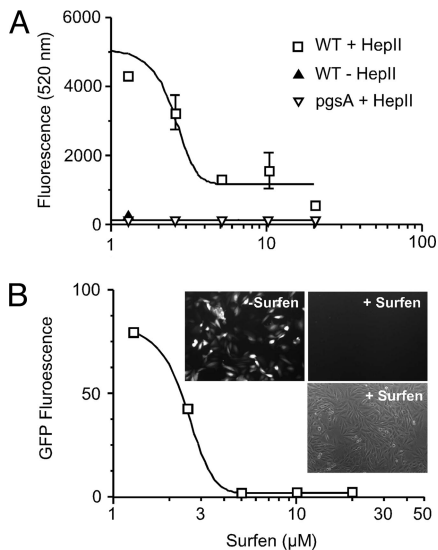 A
Fluorescence (520 nm)
6000
4000
2000
0
1
10
100
WT + HepII
WT - HepII
pgsA + HepII
B
GFP Fluroescence
100
50
0
1
3
5
10
30
50
Surfen (µM)
-Surfen
+ Surfen
+ Surfen